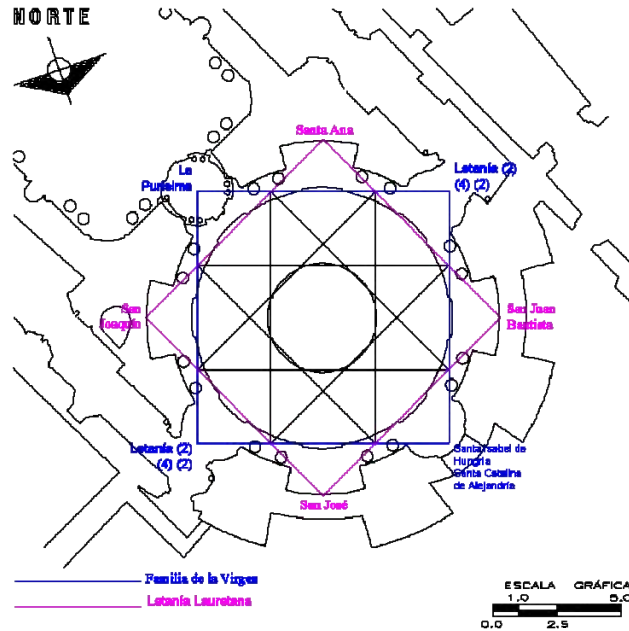 NORTE
Santa Ana
La
Purísima
Letanía (2)
(4) (2)
San
Joaquín
San Juan
Bautista
Letanía (2)
(4) (2)
Santa Isabel de
Hungría
Santa Catalina
de Alejandría
San José
Familia de la Virgen
Letanía Lauretana
ESCALA GRÁFICA
1.0 5.0
0.0 2.5